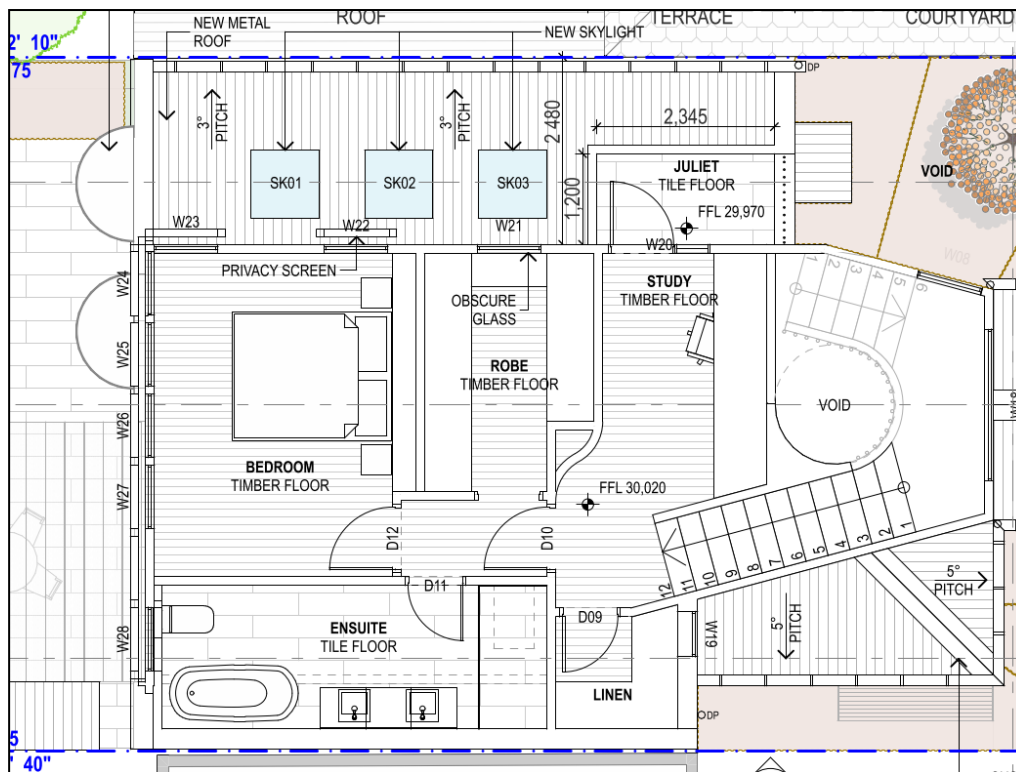 ROOF
TERRACE
COURTYARD
NEW METAL
ROOF
NEW SKYLIGHT
2' 10"
75
DP
3°
PITCH
3°
PITCH
2 480
2,345
1,200
SK01
SK02
SK03
JULIET
TILE FLOOR
FFL 29,970
VOID
W23
W22
W21
W20
PRIVACY SCREEN
OBSCURE
GLASS
STUDY
TIMBER FLOOR
1
2
3
4
5
6
W24
W25
W26
W27
W28
ROBE
TIMBER FLOOR
VOID
W18
BEDROOM
TIMBER FLOOR
FFL 30,020
D12
D10
D11
D09
12
11
10
9
8
7
6
5
4
3
2
1
5°
PITCH
5°
PITCH
W19
ENSUITE
TILE FLOOR
LINEN
DP
5
' 40"